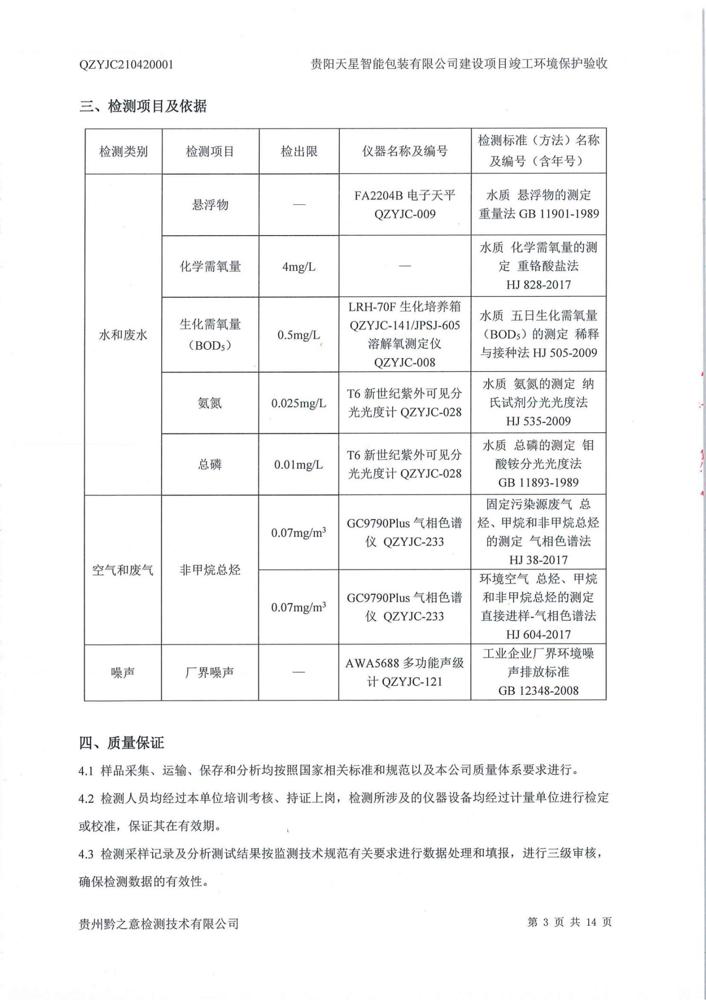 QZYJC210420001
贵阳天星智能包装有限公司建设项目竣工环境保护验收
三、检测项目及依据
检测类别
检测项目
检出限
仪器名称及编号
检测标准（方法）名称
及编号（含年号）
水和废水
悬浮物
—
FA2204B 电子天平
QZYJC-009
水质 悬浮物的测定
重量法 GB 11901-1989
化学需氧量
4mg/L
—
水质 化学需氧量的测
定 重铬酸盐法
HJ 828-2017
生化需氧量
（BOD₅）
0.5mg/L
LRH-70F 生化培养箱
QZYJC-141/JPSJ-605
溶解氧测定仪
QZYJC-008
水质 五日生化需氧量
（BOD₅）的测定 稀释
与接种法 HJ 505-2009
氨氮
0.025mg/L
T6 新世纪紫外可见分
光光度计 QZYJC-028
水质 氨氮的测定 纳
氏试剂分光光度法
HJ 535-2009
总磷
0.01mg/L
T6 新世纪紫外可见分
光光度计 QZYJC-028
水质 总磷的测定 钼
酸铵分光光度法
GB 11893-1989
空气和废气
非甲烷总烃
0.07mg/m³
GC9790Plus 气相色谱
仪 QZYJC-233
固定污染源废气 总
烃、甲烷和非甲烷总烃
的测定 气相色谱法
HJ 38-2017
0.07mg/m³
GC9790Plus 气相色谱
仪 QZYJC-233
环境空气 总烃、甲烷
和非甲烷总烃的测定
直接进样-气相色谱法
HJ 604-2017
噪声
厂界噪声
—
AWA5688 多功能声级
计 QZYJC-121
工业企业厂界环境噪
声排放标准
GB 12348-2008
四、质量保证
4.1 样品采集、运输、保存和分析均按照国家相关标准和规范以及本公司质量体系要求进行。
4.2 检测人员均经过本单位培训考核、持证上岗，检测所涉及的仪器设备均经过计量单位进行检定
或校准，保证其在有效期。
4.3 检测采样记录及分析测试结果按监测技术规范有关要求进行数据处理和填报，进行三级审核，
确保检测数据的有效性。
贵州黔之意检测技术有限公司
第 3 页 共 14 页